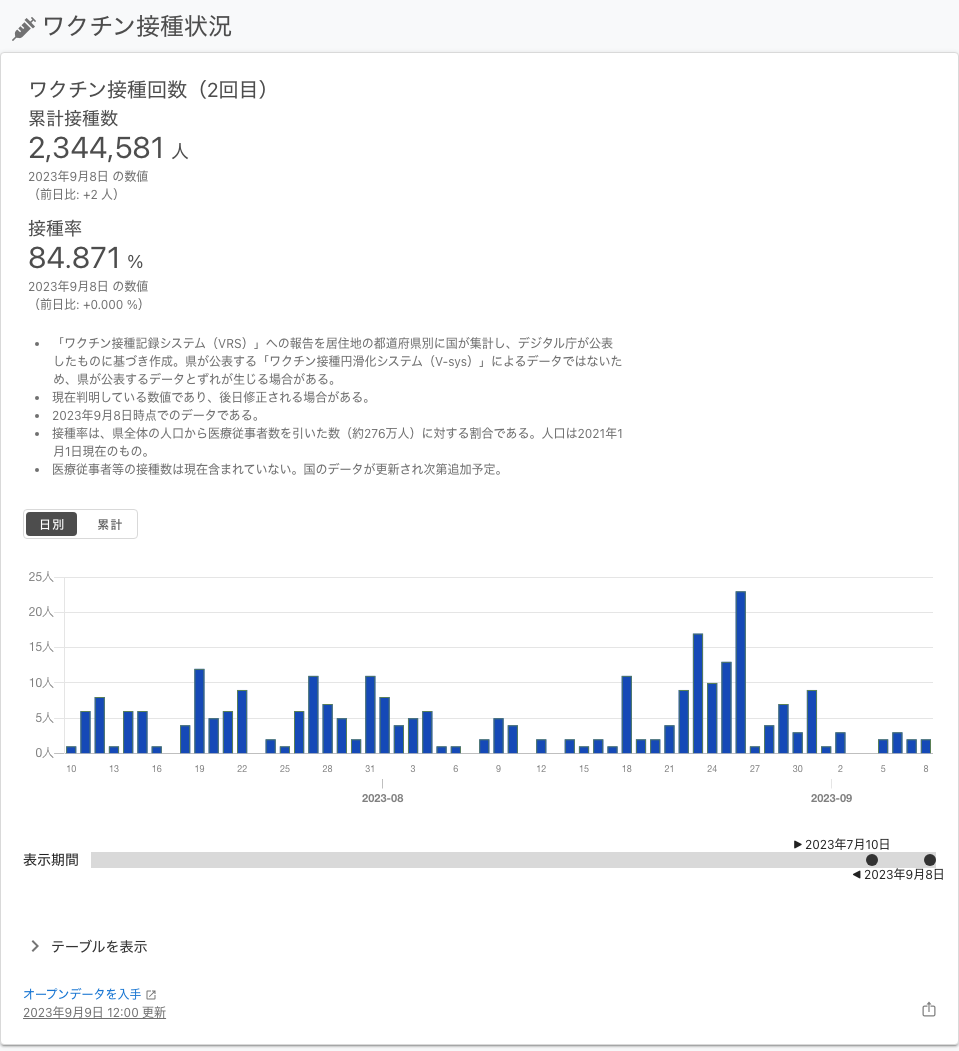 ワクチン接種状況
ワクチン接種回数（2回目）
累計接種数
2,344,581 人
2023年9月8日 の数値
（前日比: +2 人）
接種率
84.871 %
2023年9月8日 の数値
（前日比: +0.000 %）
• 「ワクチン接種記録システム（VRS）」への報告を居住地の都道府県別に国が集計し、デジタル庁が公表
したものに基づき作成。県が公表する「ワクチン接種円滑化システム（V-sys）」によるデータではないた
め、県が公表するデータとずれが生じる場合がある。
• 現在判明している数値であり、後日修正される場合がある。
• 2023年9月8日時点でのデータである。
• 接種率は、県全体の人口から医療従事者数を引いた数（約276万人）に対する割合である。人口は2021年1
月1日現在のもの。
• 医療従事者等の接種数は現在含まれていない。国のデータが更新され次第追加予定。
日別 累計
25人
20人
15人
10人
5人
0人
10 13 16 19 22 25 28 31 3 6 9 12 15 18 21 24 27 30 2 5 8
2023-08 2023-09
▶ 2023年7月10日
表示期間
◀ 2023年9月8日
テーブルを表示
オープンデータを入手
2023年9月9日 12:00 更新